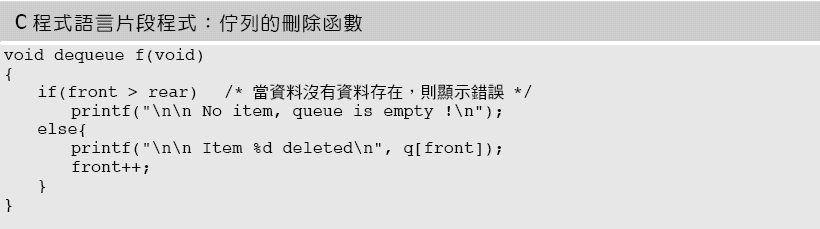 C 程式語言片段程式：佇列的刪除函數
void dequeue f(void)
{
    if(front > rear)   /* 當資料沒有資料存在，則顯示錯誤 */
        printf("\n\n No item, queue is empty !\n");
    else{
        printf("\n\n Item %d deleted\n", q[front]);
        front++;
    }
}